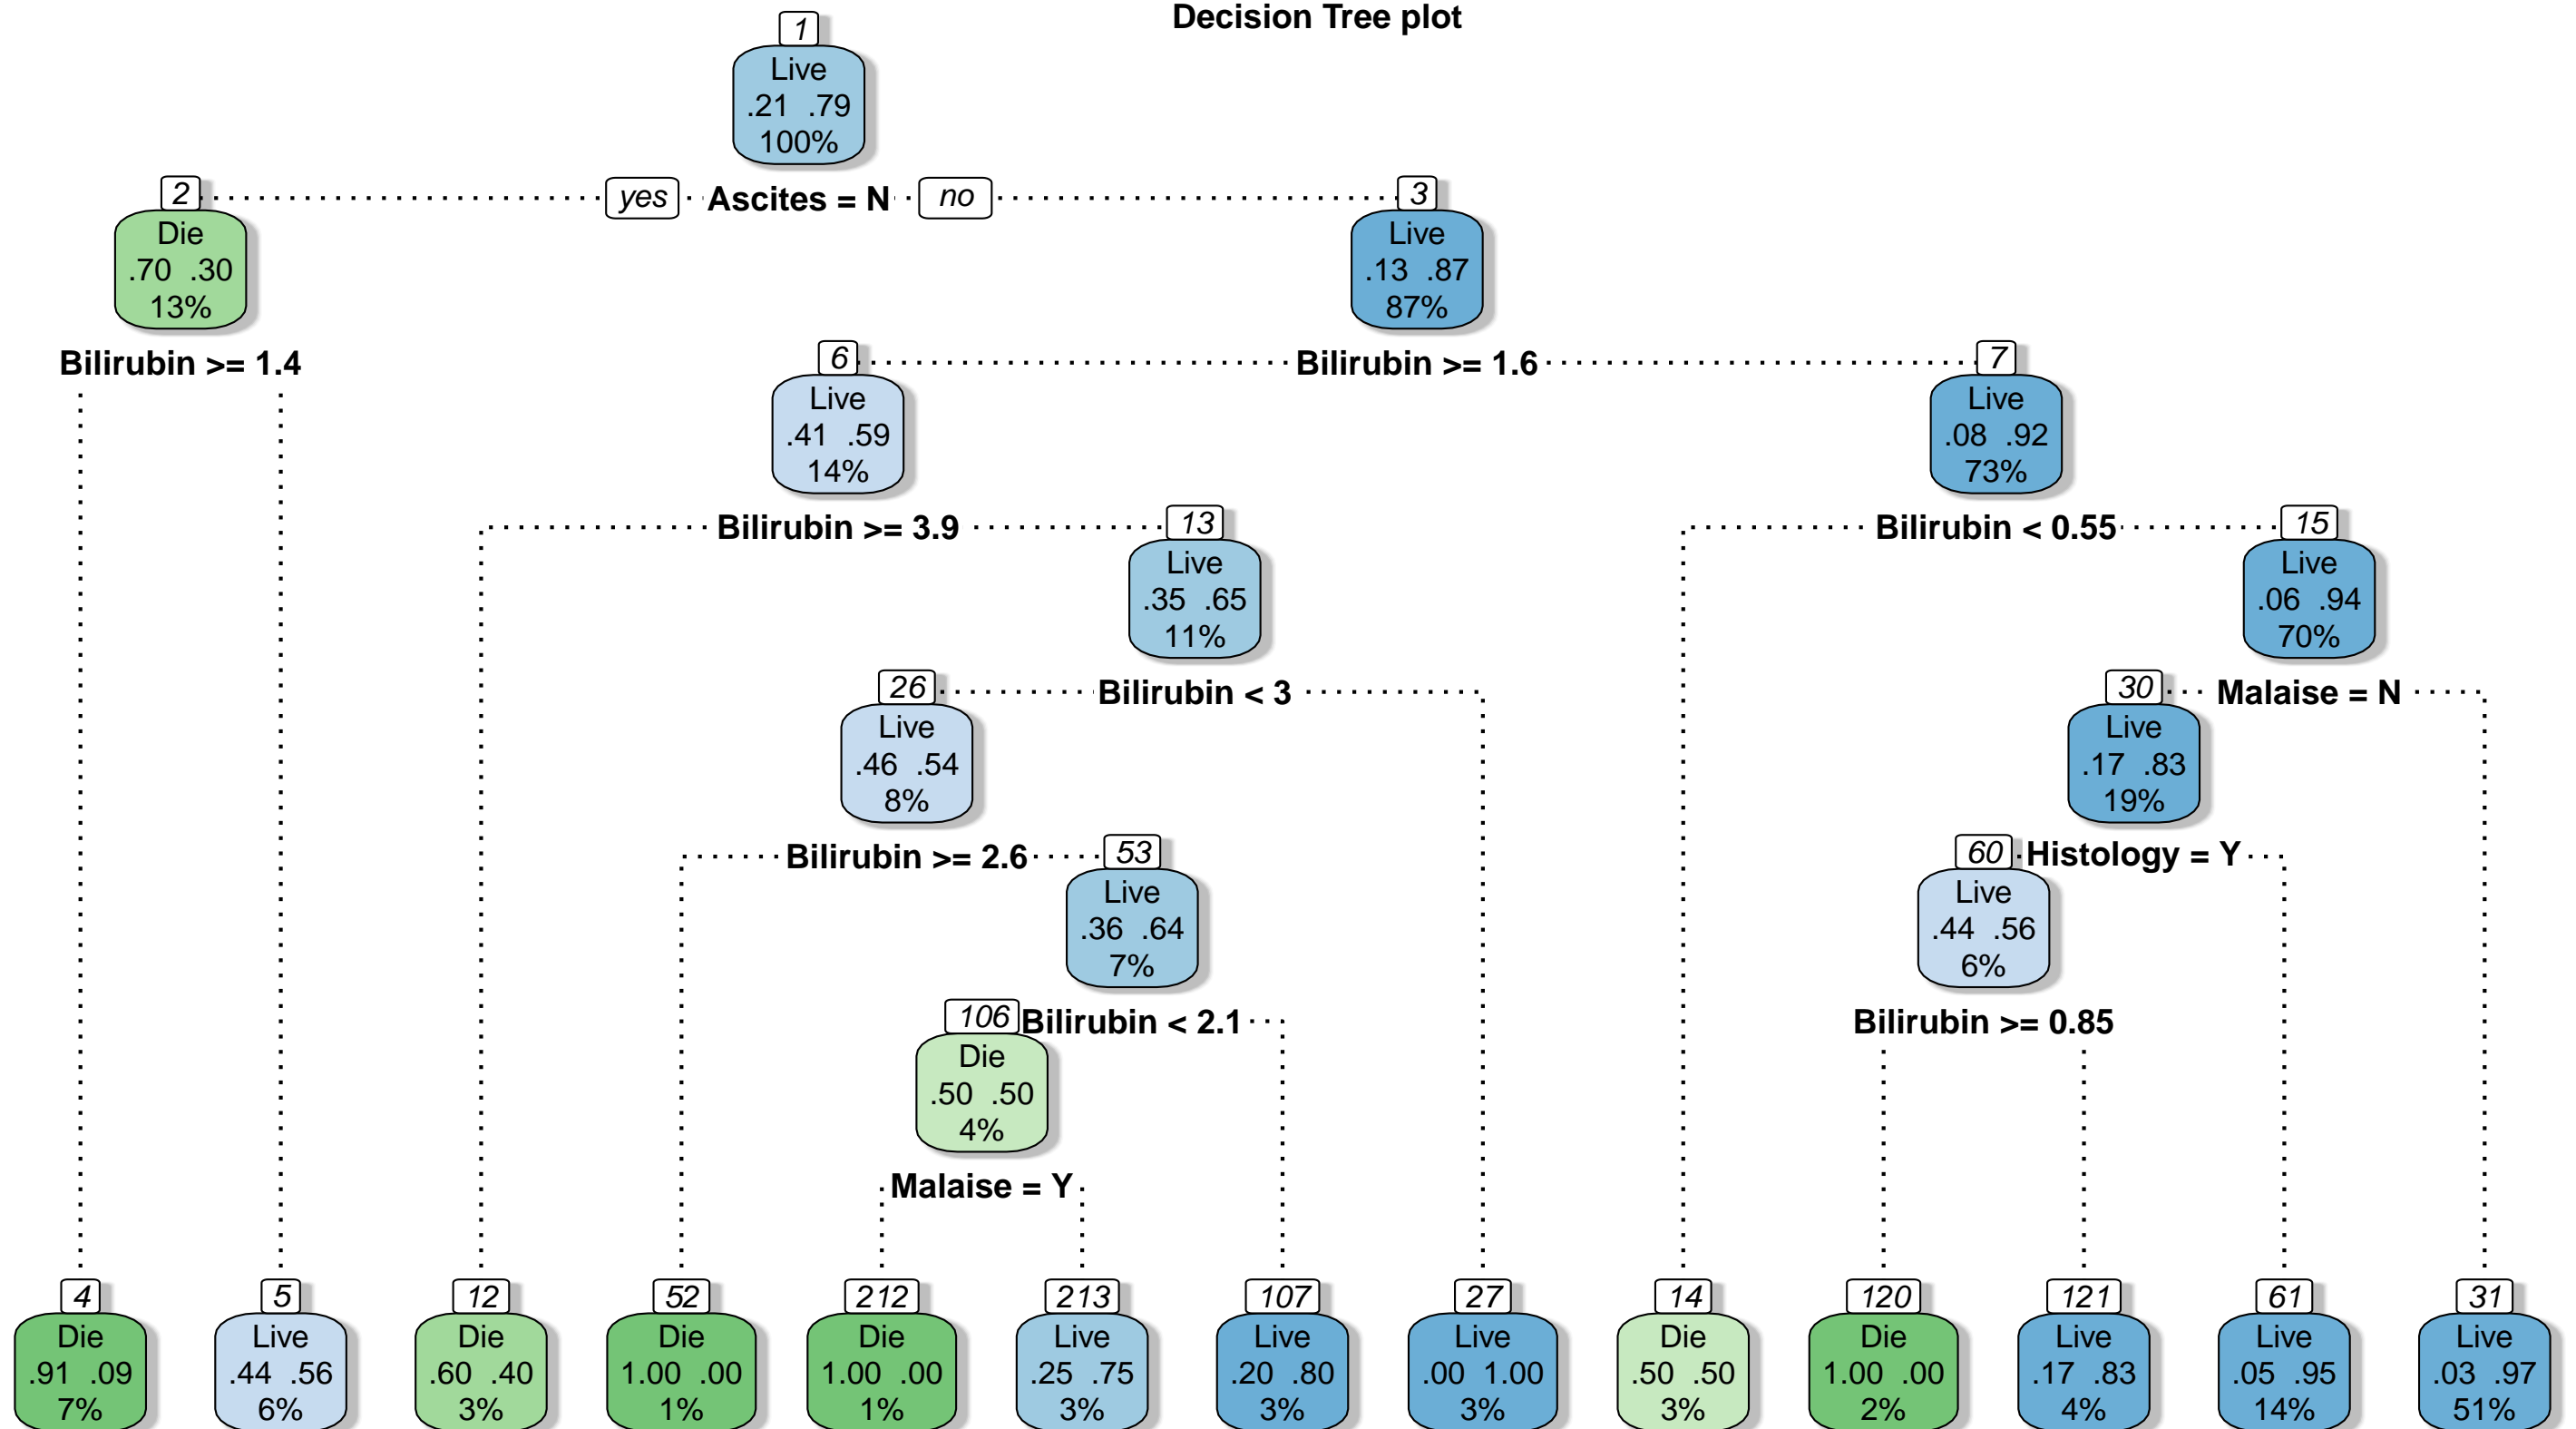 Decision Tree plot
1
Live
.21 .79
100%
yes Ascites = N no
2
Die
.70 .30
13%
3
Live
.13 .87
87%
Bilirubin >= 1.4
Bilirubin >= 1.6
6
Live
.41 .59
14%
7
Live
.08 .92
73%
Bilirubin >= 3.9
Bilirubin < 0.55
13
Live
.35 .65
11%
15
Live
.06 .94
70%
Bilirubin < 3
Malaise = N
26
Live
.46 .54
8%
30
Live
.17 .83
19%
Bilirubin >= 2.6
Histology = Y
53
Live
.36 .64
7%
60
Live
.44 .56
6%
Bilirubin < 2.1
Bilirubin >= 0.85
106
Die
.50 .50
4%
Malaise = Y
4
Die
.91 .09
7%
5
Live
.44 .56
6%
12
Die
.60 .40
3%
52
Die
1.00 .00
1%
212
Die
1.00 .00
1%
213
Live
.25 .75
3%
107
Live
.20 .80
3%
27
Live
.00 1.00
3%
14
Die
.50 .50
3%
120
Die
1.00 .00
2%
121
Live
.17 .83
4%
61
Live
.05 .95
14%
31
Live
.03 .97
51%